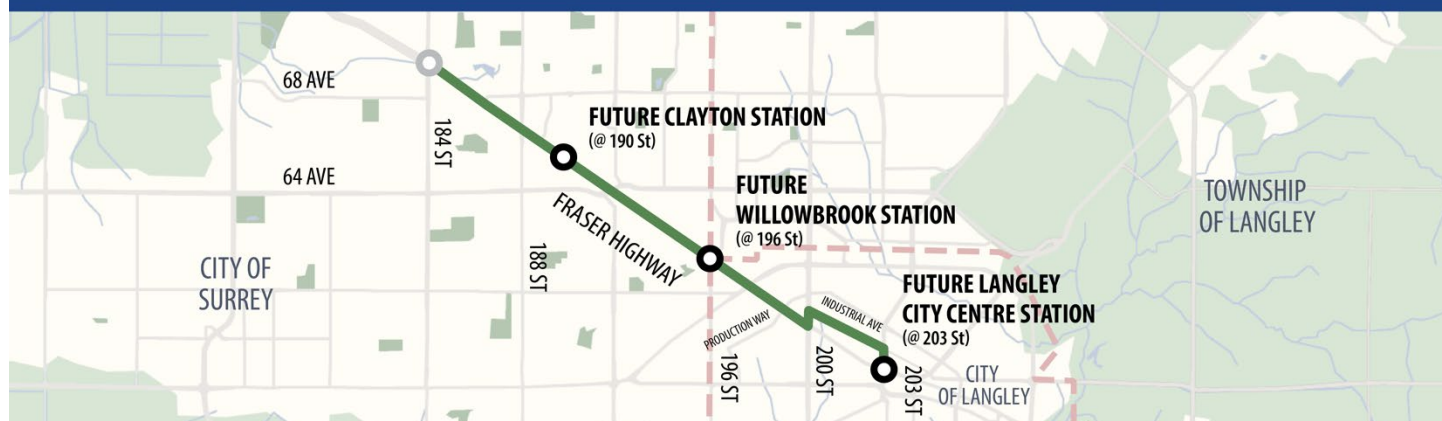 68 AVE
184 ST
FUTURE CLAYTON STATION
(@ 190 St)
64 AVE
FUTURE
WILLOWBROOK STATION
(@ 196 St)
TOWNSHIP
OF LANGLEY
FRASER HIGHWAY
188 ST
CITY OF
SURREY
FUTURE LANGLEY
CITY CENTRE STATION
(@ 203 St)
INDUSTRIAL AVE
PRODUCTION WAY
196 ST
200 ST
203 ST
CITY
OF LANGLEY